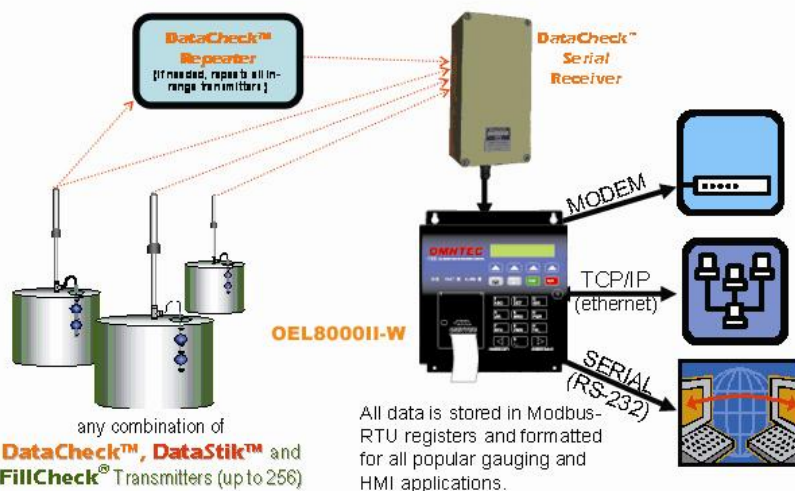 DataCheck™
Repeater
(If needed, repeats all in-
range transmitters)
DataCheck™
Serial
Receiver
MODEM
OMNTEC
TCP/IP
(ethernet)
OEL8000II-W
SERIAL
(RS-232)
any combination of
DataCheck™, DataStik™ and
FillCheck® Transmitters (up to 256)
All data is stored in Modbus-
RTU registers and formatted
for all popular gauging and
HMI applications.